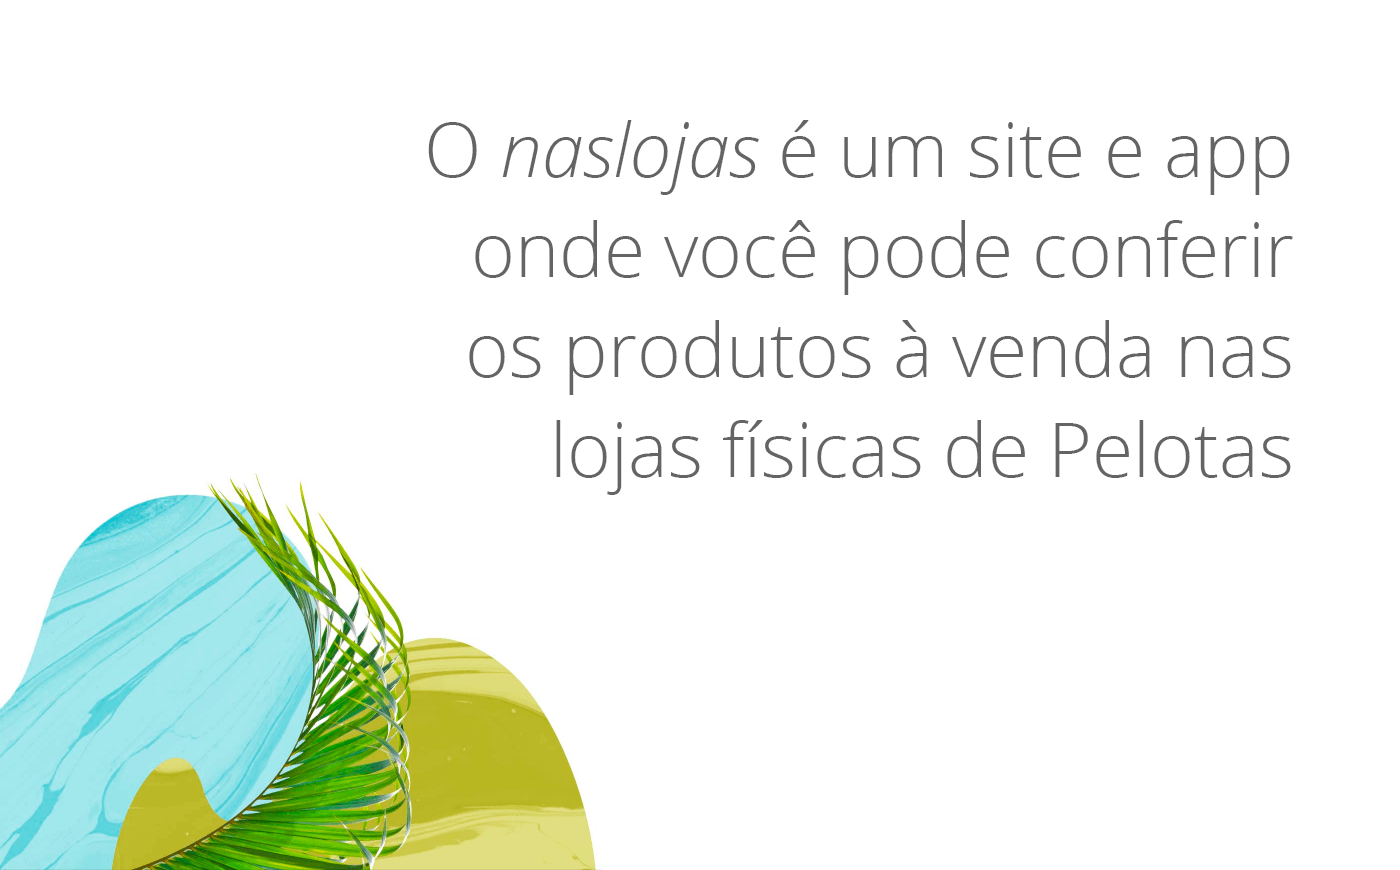 O naslojas é um site e app
onde você pode conferir
os produtos à venda nas
lojas físicas de Pelotas